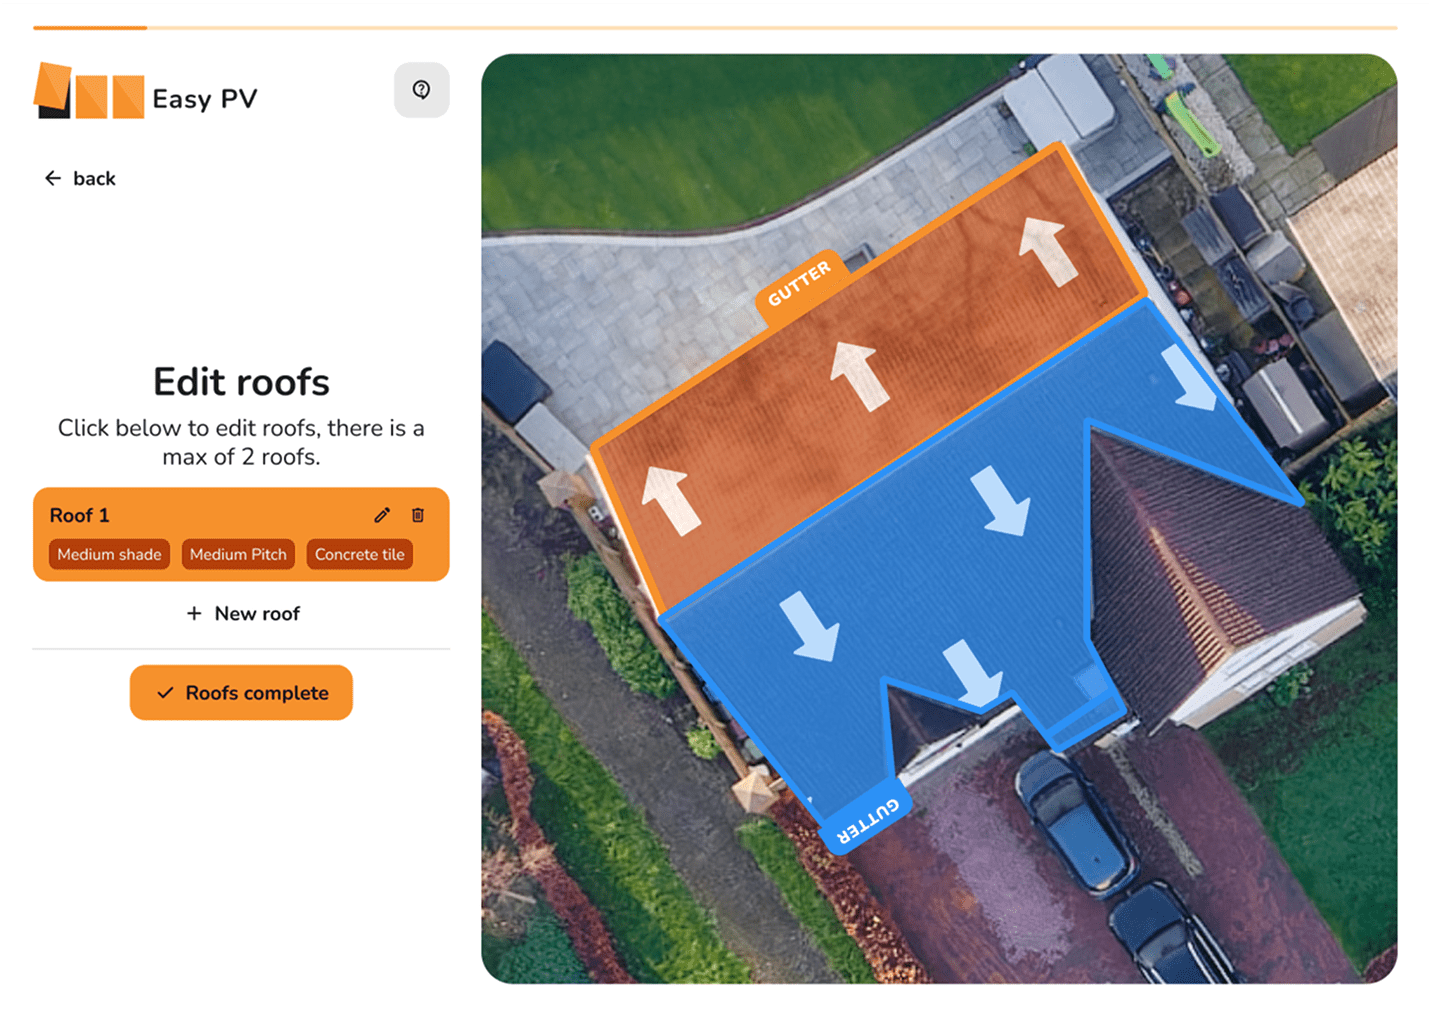 Easy PV
back
Edit roofs
Click below to edit roofs, there is a
max of 2 roofs.
Roof 1
Medium shade
Medium Pitch
Concrete tile
New roof
Roofs complete
GUTTER
GUTTER